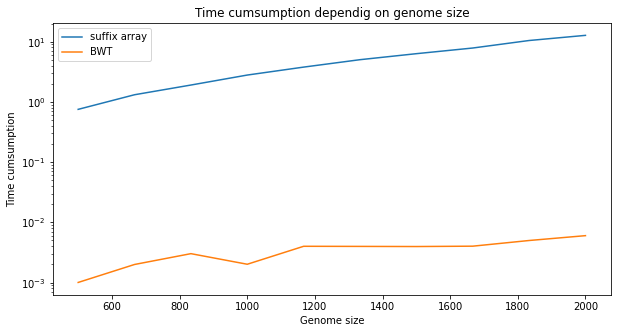 Time cumsumption dependig on genome size
suffix array
BWT
Time cumsumption
10^1
10^0
10^-1
10^-2
10^-3
600 800 1000 1200 1400 1600 1800 2000
Genome size